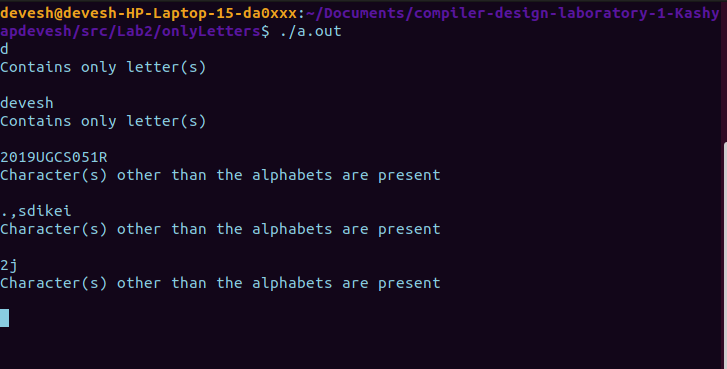 devesh@devesh-HP-Laptop-15-da0xxx:~/Documents/compiler-design-laboratory-1-Kashy
apdevesh/src/Lab2/onlyLetters$ ./a.out
d
Contains only letter(s)
devesh
Contains only letter(s)
2019UGCS051R
Character(s) other than the alphabets are present
.,sdikei
Character(s) other than the alphabets are present
2j
Character(s) other than the alphabets are present